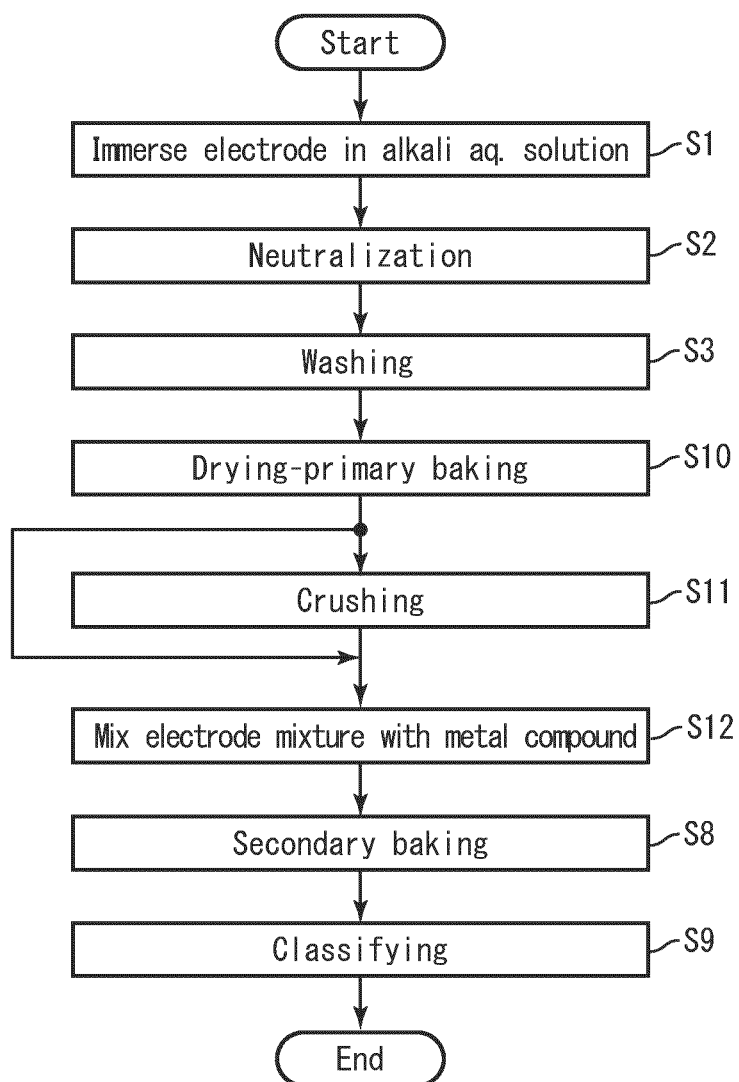 Start
Immerse electrode in alkali aq. solution S1
Neutralization S2
Washing S3
Drying-primary baking S10
Crushing S11
Mix electrode mixture with metal compound S12
Secondary baking S8
Classifying S9
End